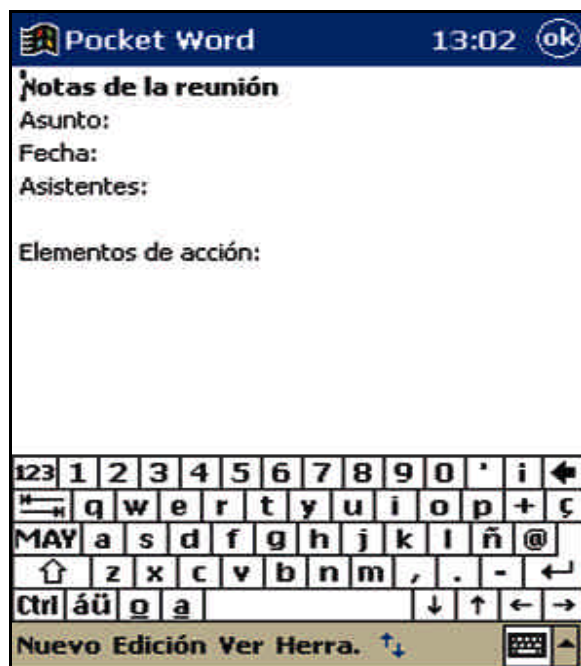 Pocket Word 13:02 ok
Notas de la reunión
Asunto:
Fecha:
Asistentes:
Elementos de acción:
123 1 2 3 4 5 6 7 8 9 0 ' ¡
q w e r t y u i o p + ç
MAY a s d f g h j k l ñ @
z x c v b n m , . -
Ctrl áü o a ↓ ↑ ← →
Nuevo Edición Ver Herra.